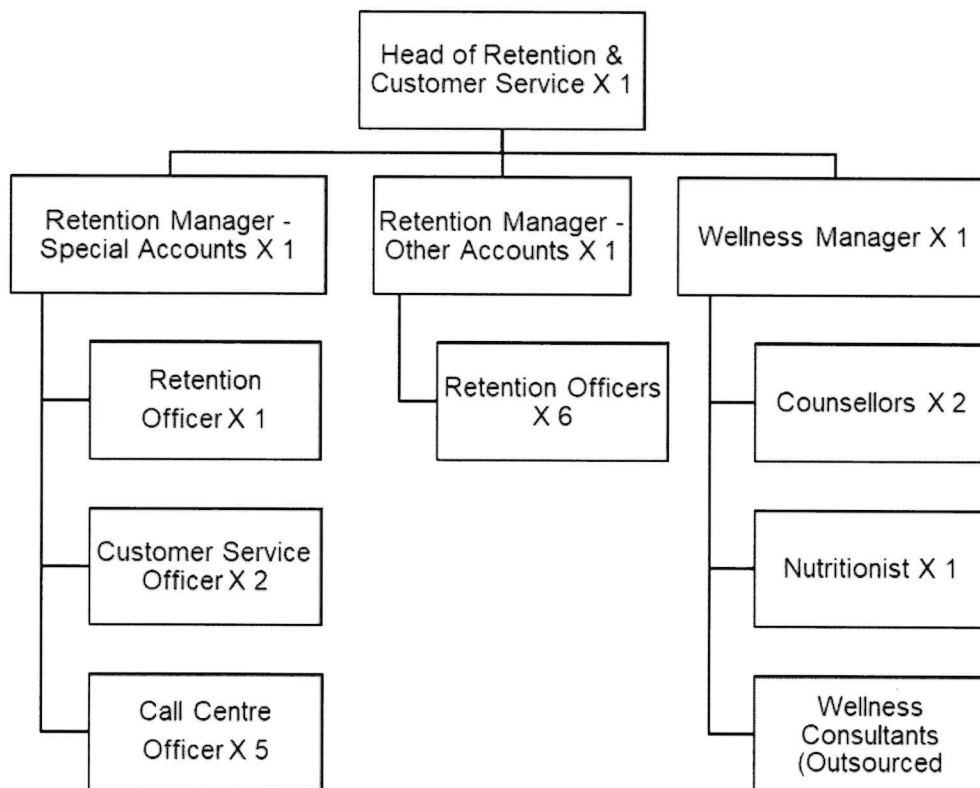 Head of Retention &
Customer Service X 1
Retention Manager -
Special Accounts X 1
Retention Manager -
Other Accounts X 1
Wellness Manager X 1
Retention
Officer X 1
Retention Officers
X 6
Counsellors X 2
Customer Service
Officer X 2
Nutritionist X 1
Call Centre
Officer X 5
Wellness
Consultants
(Outsourced